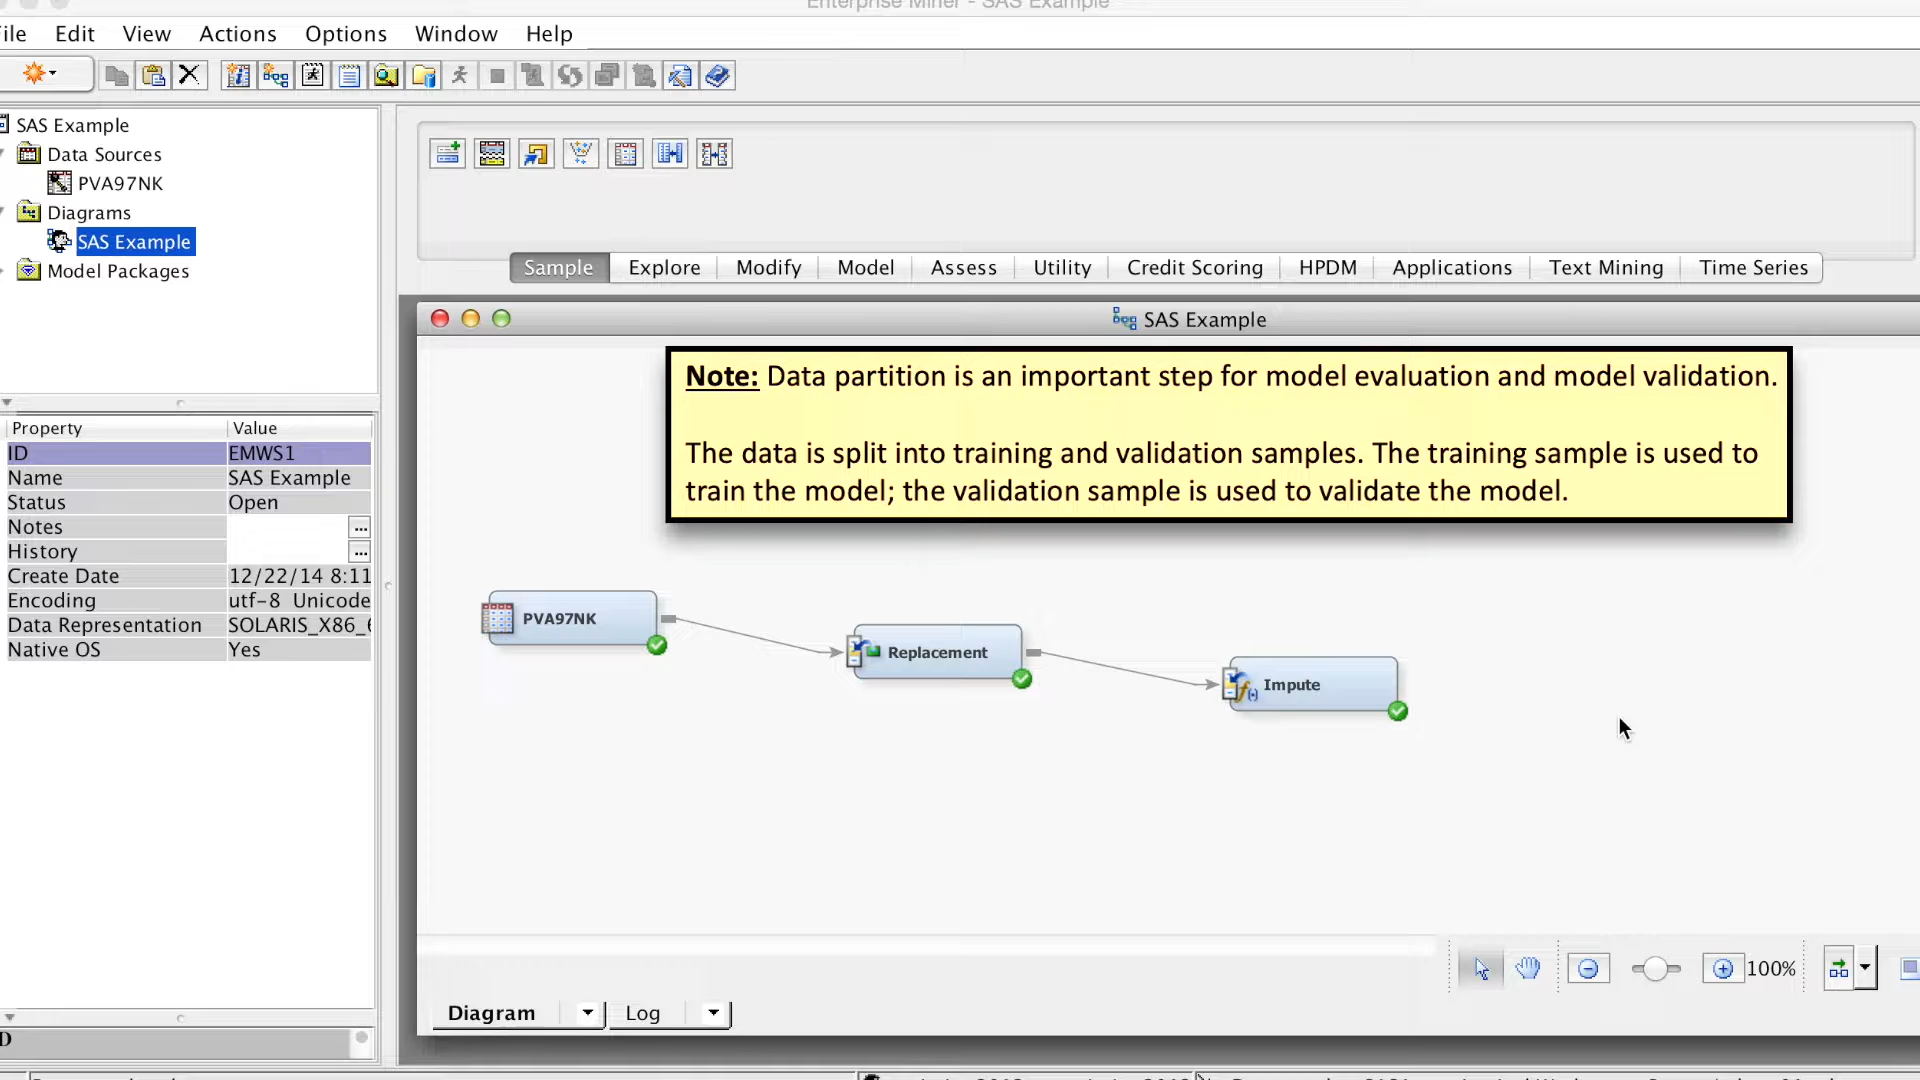 Enterprise Miner - SAS Example
File Edit View Actions Options Window Help
SAS Example
Data Sources
PVA97NK
Diagrams
SAS Example
Model Packages
Sample Explore Modify Model Assess Utility Credit Scoring HPDM Applications Text Mining Time Series
SAS Example
Note: Data partition is an important step for model evaluation and model validation.
The data is split into training and validation samples. The training sample is used to
train the model; the validation sample is used to validate the model.
Property Value
ID EMWS1
Name SAS Example
Status Open
Notes ...
History ...
Create Date 12/22/14 8:11
Encoding utf-8 Unicode
Data Representation SOLARIS_X86_
Native OS Yes
PVA97NK
Replacement
Impute
100%
Diagram Log